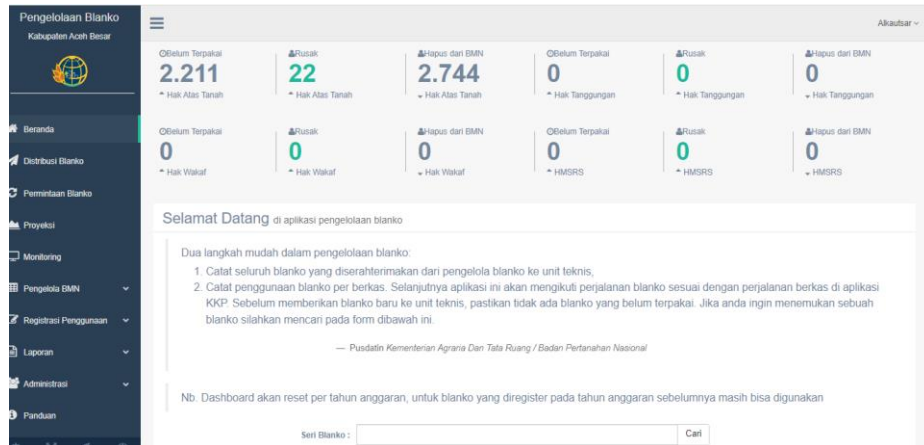 Pengelolaan Blanko
Kabupaten Aceh Besar
Alkautsar
Belum Terpakai
2.211
Hak Atas Tanah
Rusak
22
Hak Atas Tanah
Hapus dari BMN
2.744
Hak Atas Tanah
Belum Terpakai
0
Hak Tanggungan
Rusak
0
Hak Tanggungan
Hapus dari BMN
0
Hak Tanggungan
Belum Terpakai
0
Hak Wakaf
Rusak
0
Hak Wakaf
Hapus dari BMN
0
Hak Wakaf
Belum Terpakai
0
HMSRS
Rusak
0
HMSRS
Hapus dari BMN
0
HMSRS
Beranda
Distribusi Blanko
Permintaan Blanko
Proyeksi
Monitoring
Pengelola BMN
Registrasi Penggunaan
Laporan
Administrasi
Panduan
Selamat Datang di aplikasi pengelolaan blanko
Dua langkah mudah dalam pengelolaan blanko:
1. Catat seluruh blanko yang diserahterimakan dari pengelola blanko ke unit teknis,
2. Catat penggunaan blanko per berkas. Selanjutnya aplikasi ini akan mengikuti perjalanan blanko sesuai dengan perjalanan berkas di aplikasi
KKP. Sebelum memberikan blanko baru ke unit teknis, pastikan tidak ada blanko yang belum terpakai. Jika anda ingin menemukan sebuah
blanko silahkan mencari pada form dibawah ini.
— Pusdatin Kementerian Agraria Dan Tata Ruang / Badan Pertanahan Nasional
Nb. Dashboard akan reset per tahun anggaran, untuk blanko yang diregister pada tahun anggaran sebelumnya masih bisa digunakan
Seri Blanko :
Cari